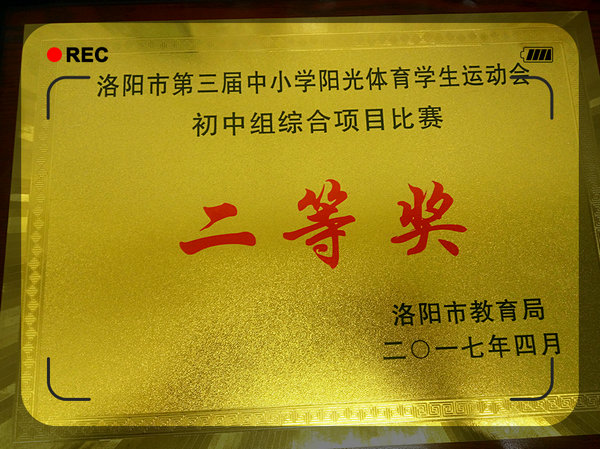 REC
洛阳市第三届中小学阳光体育学生运动会
初中组综合项目比赛
二等奖
洛阳市教育局
二〇一七年四月